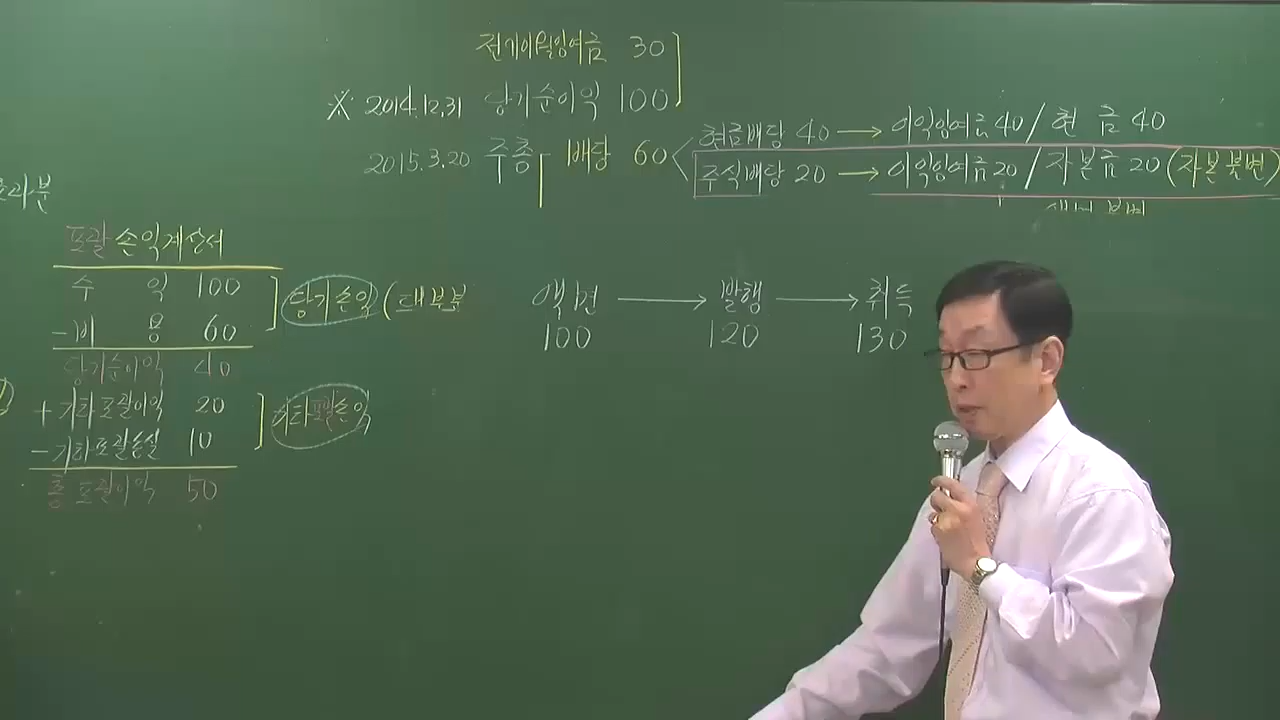 전기이월잉여금 30
※ 2014.12.31 당기순이익 100
2015.3.20 주총 배당 60
현금배당 40 → 이익잉여금 40 / 현 금 40
주식배당 20 → 이익잉여금 20 / 자본금 20 (자본불변)
포괄손익계산서
수 익 100
-비 용 60
당기손익 (대부분
당기순이익 40
+기타포괄이익 20
-기타포괄손실 10
기타포괄손익
총포괄이익 50
액면 → 발행 → 취득
100 120 130